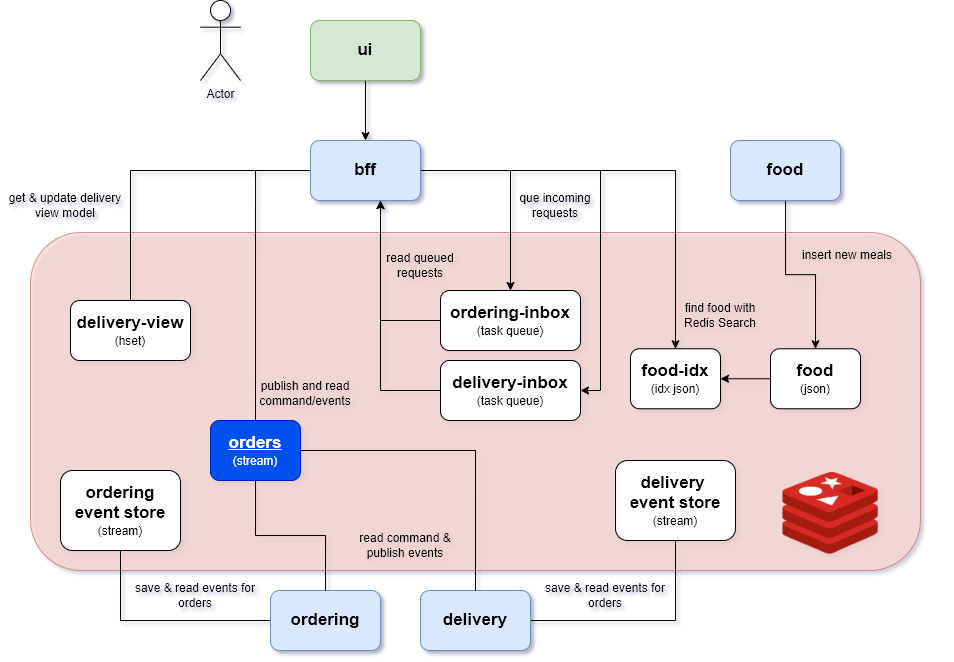 Actor
ui
bff
food
get & update delivery
view model
que incoming
requests
read queued
requests
insert new meals
ordering-inbox
(task queue)
find food with
Redis Search
delivery-view
(hset)
delivery-inbox
(task queue)
food-idx
(idx json)
food
(json)
publish and read
command/events
orders
(stream)
ordering
event store
(stream)
delivery
event store
(stream)
read command &
publish events
save & read events for
orders
save & read events for
orders
ordering
delivery